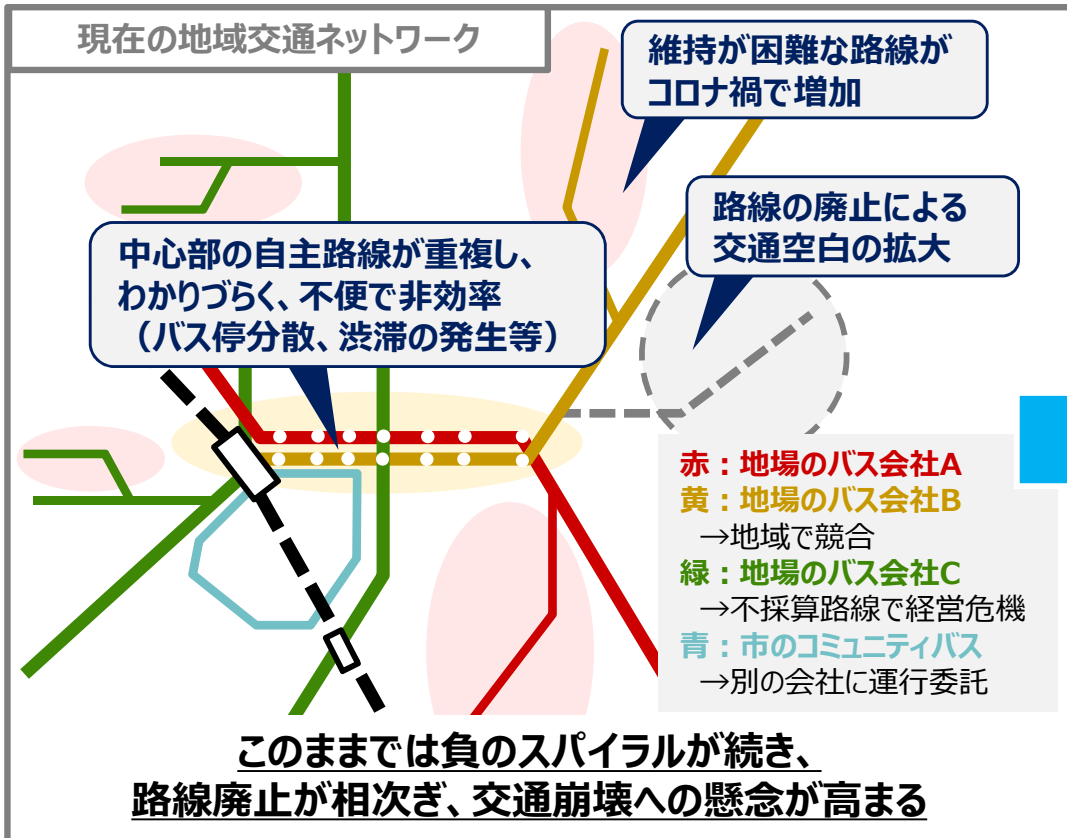 現在の地域交通ネットワーク
維持が困難な路線が
コロナ禍で増加
路線の廃止による
交通空白の拡大
中心部の自主路線が重複し、
わかりづらく、不便で非効率
（バス停分散、渋滞の発生等）
赤：地場のバス会社A
黄：地場のバス会社B
→地域で競合
緑：地場のバス会社C
→不採算路線で経営危機
青：市のコミュニティバス
→別の会社に運行委託
このままでは負のスパイラルが続き、
路線廃止が相次ぎ、交通崩壊への懸念が高まる